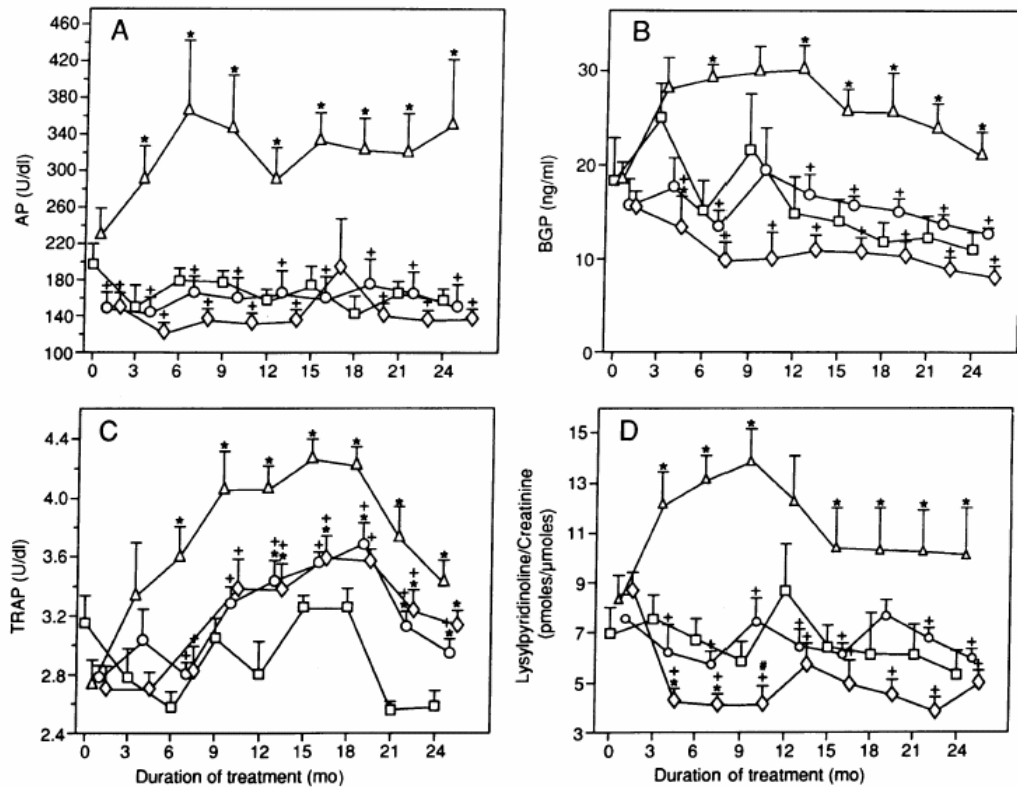 A
AP (U/dl)
460
420
380
340
300
260
220
180
140
100
0 3 6 9 12 15 18 21 24
B
BGP (ng/ml)
30
20
10
0
0 3 6 9 12 15 18 21 24
C
TRAP (U/dl)
4.4
4.0
3.6
3.2
2.8
2.4
0 3 6 9 12 15 18 21 24
Duration of treatment (mo)
D
Lysylpyridinoline/Creatinine
(pmoles/μmoles)
15
13
11
9
7
5
3
0 3 6 9 12 15 18 21 24
Duration of treatment (mo)